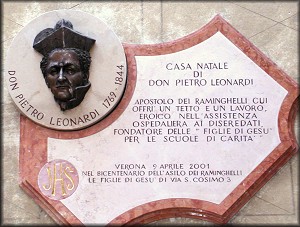 DON PIETRO LEONARDI 1769-1844
CASA NATALE
DI
DON PIETRO LEONARDI
APOSTOLO DEI RAMINGHELLI CUI
OFFRÌ UN TETTO E UN LAVORO,
EROICO NELL'ASSISTENZA
OSPEDALIERA AI DISEREDATI,
FONDATORE DELLE "FIGLIE DI GESÙ
PER LE SCUOLE DI CARITÀ"
VERONA 9 APRILE 2001
NEL BICENTENARIO DELL'ASILO DEI RAMINGHELLI
LE FIGLIE DI GESÙ DI VIA S. COSIMO 3
JHS